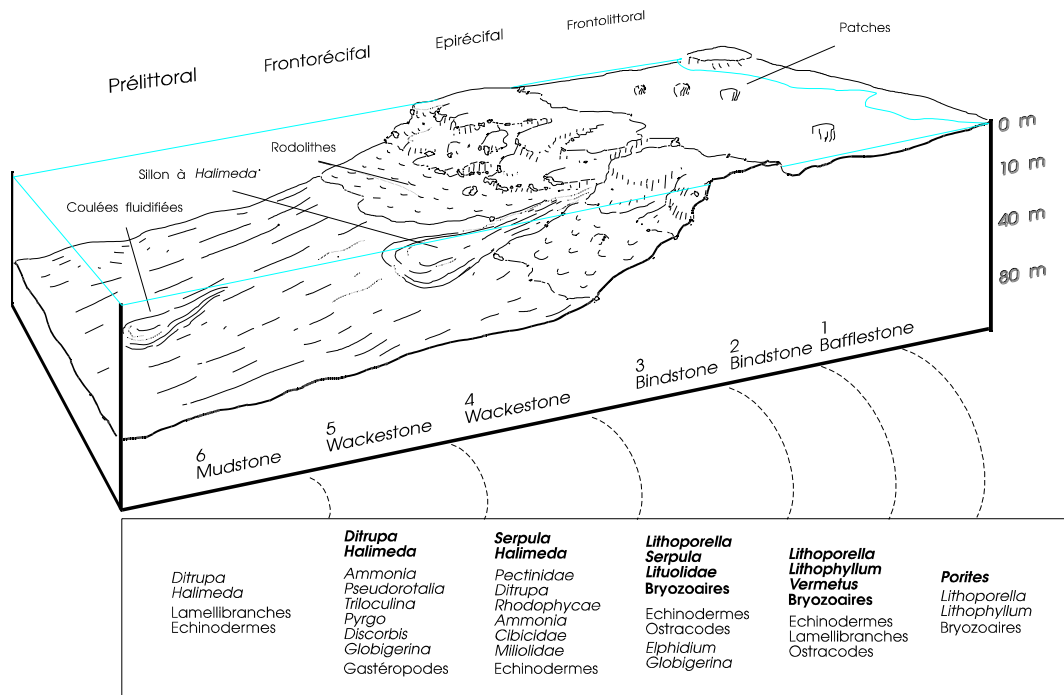 Prélittoral
Frontorécifal
Epirécifal
Frontolittoral
Patches
Rodolithes
Sillon à Halimeda
Coulées fluidifiées
0 m
10 m
40 m
80 m
1
Bafflestone
2
Bindstone
3
Bindstone
4
Wackestone
5
Wackestone
6
Mudstone
Ditrupa
Halimeda
Lamellibranches
Echinodermes
Ditrupa
Halimeda
Ammonia
Pseudorotalia
Triloculina
Pyrgo
Discorbis
Globigerina
Gastéropodes
Serpula
Halimeda
Pectinidae
Ditrupa
Rhodophycae
Ammonia
Cibicidae
Miliolidae
Echinodermes
Lithoporella
Serpula
Lituolidae
Bryozoaires
Echinodermes
Ostracodes
Elphidium
Globigerina
Lithoporella
Lithophyllum
Vermetus
Bryozoaires
Echinodermes
Lamellibranches
Ostracodes
Porites
Lithoporella
Lithophyllum
Bryozoaires